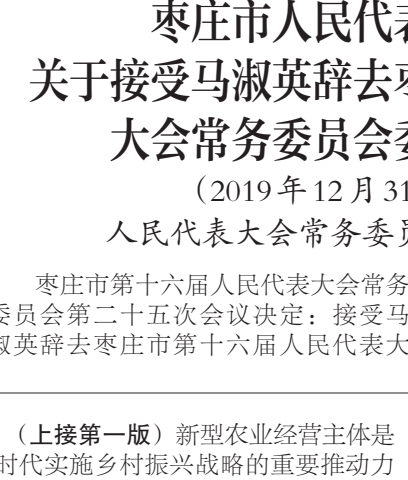 枣庄市人民代表
关于接受马淑英辞去枣
大会常务委员会委
（2019年12月31
人民代表大会常务委员
枣庄市第十六届人民代表大会常务
委员会第二十五次会议决定：接受马
淑英辞去枣庄市第十六届人民代表大
（上接第一版）新型农业经营主体是
时代实施乡村振兴战略的重要推动力